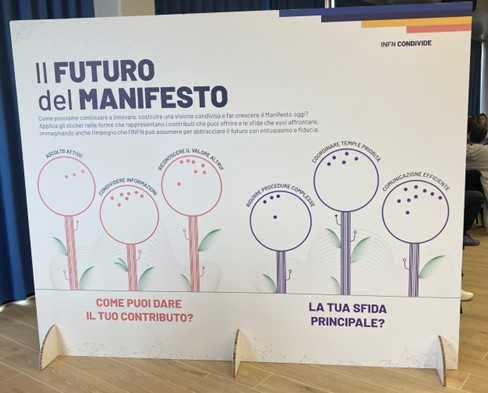 INFN CONDIVIDE
Il FUTURO
del MANIFESTO
Come possiamo continuare a innovare, costruire una visione condivisa e far crescere il Manifesto oggi?
Applica gli sticker nelle forme che rappresentano i contributi che puoi offrire e le sfide che vuoi affrontare,
immaginando anche l'impegno che l'INFN può assumere per abbracciare il futuro con entusiasmo e fiducia.
ASCOLTO ATTIVO
CONDIVIDERE INFORMAZIONI
RICONOSCERE IL VALORE ALTRUI
RIDURRE PROCEDURE COMPLESSE
COORDINARE TEMPI E PRIORITÀ
COMUNICAZIONE EFFICIENTE
COME PUOI DARE
IL TUO CONTRIBUTO?
LA TUA SFIDA
PRINCIPALE?